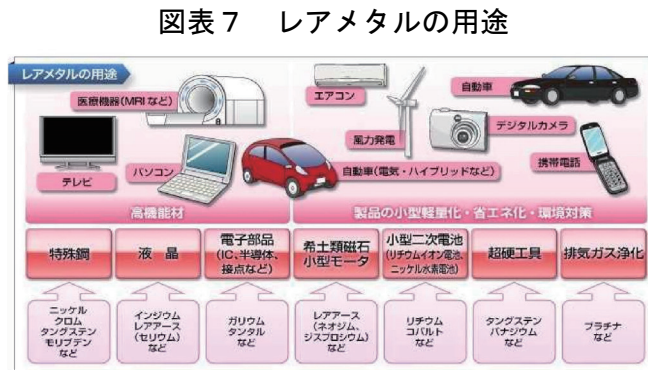 図表７　レアメタルの用途
レアメタルの用途
医療機器(MRIなど)
エアコン
自動車
風力発電
デジタルカメラ
テレビ
パソコン
自動車(電気・ハイブリッドなど)
携帯電話
高機能材
製品の小型軽量化・省エネ化・環境対策
特殊鋼
液晶
電子部品
(IC、半導体、
接点など)
希土類磁石
小型モータ
小型二次電池
(リチウムイオン電池、
ニッケル水素電池)
超硬工具
排気ガス浄化
ニッケル
クロム
タングステン
モリブデン
など
インジウム
レアアース
(セリウム)
など
ガリウム
タンタル
など
レアアース
(ネオジム、
ジスプロシウム)
など
リチウム
コバルト
など
タングステン
バナジウム
など
プラチナ
など